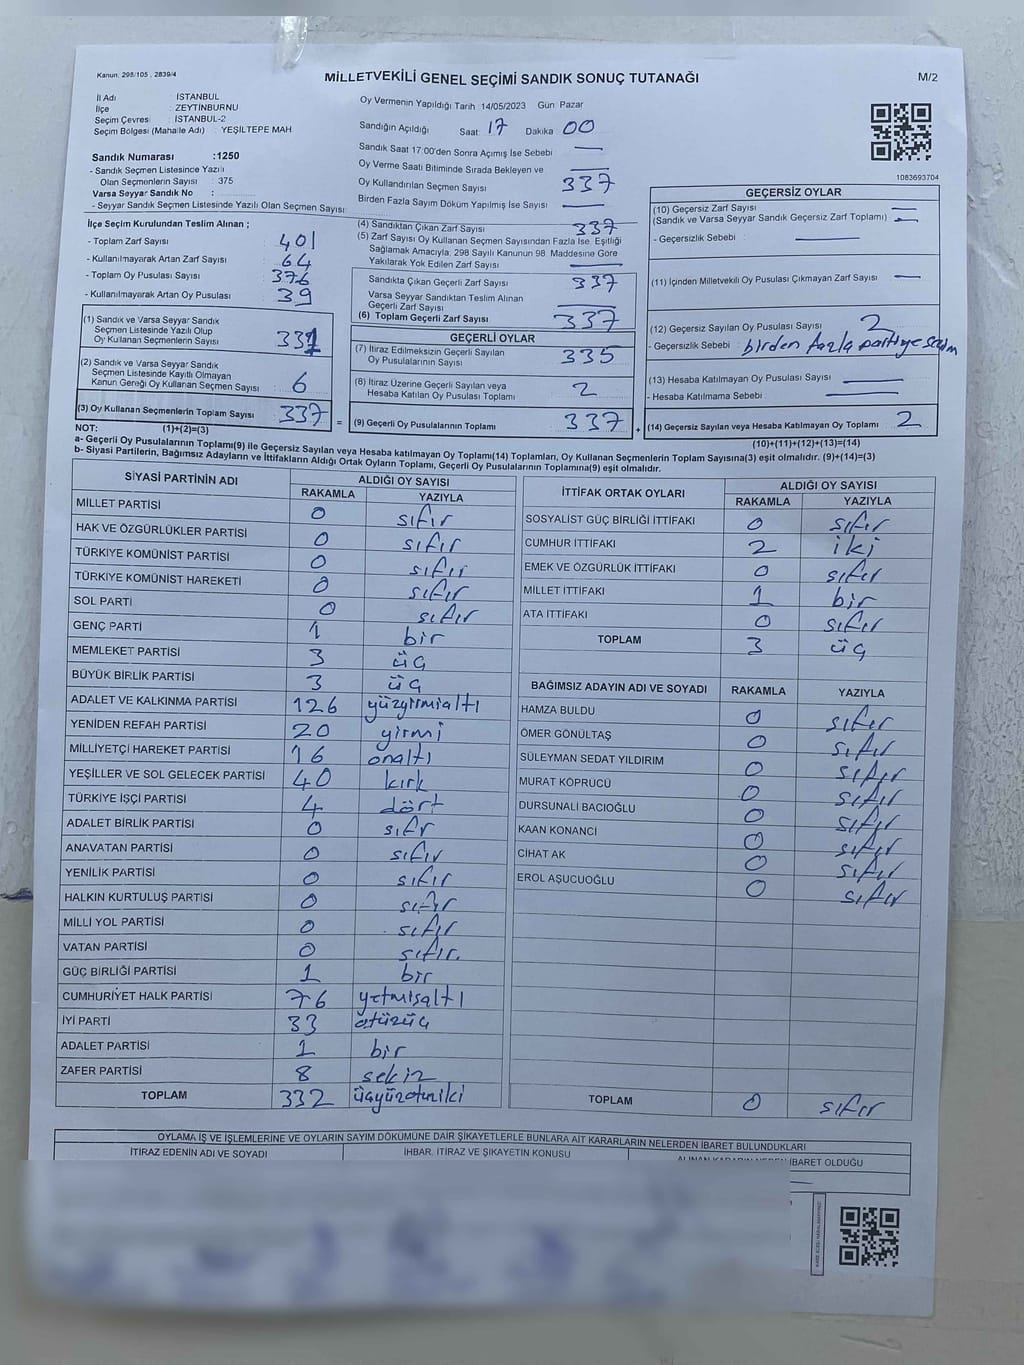 Kanun. 298/105 , 2839/4
MİLLETVEKİLİ GENEL SEÇİMİ SANDIK SONUÇ TUTANAĞI
M/2
İl Adı : İSTANBUL
İlçe : ZEYTİNBURNU
Seçim Çevresi : İSTANBUL-2
Seçim Bölgesi (Mahalle Adı) : YEŞİLTEPE MAH
Sandık Numarası :1250
- Sandık Seçmen Listesinde Yazılı
Olan Seçmenlerin Sayısı : 375
Varsa Seyyar Sandık No :
- Seyyar Sandık Seçmen Listesinde Yazılı Olan Seçmen Sayısı:
Oy Vermenin Yapıldığı Tarih :14/05/2023 Gün: Pazar
Sandığın Açıldığı Saat: 17 Dakika: 00
Sandık Saat 17:00'den Sonra Açımış İse Sebebi —
Oy Verme Saati Bitiminde Sırada Bekleyen ve
Oy Kullandırılan Seçmen Sayısı 337
Birden Fazla Sayım Döküm Yapılmış İse Sayısı —
1083693704
İlçe Seçim Kurulundan Teslim Alınan ;
- Toplam Zarf Sayısı : 401
- Kullanılmayarak Artan Zarf Sayısı : 64
- Toplam Oy Pusulası Sayısı : 376
- Kullanılmayarak Artan Oy Pusulası : 39
(1) Sandık ve Varsa Seyyar Sandık
Seçmen Listesinde Yazılı Olup
Oy Kullanan Seçmenlerin Sayısı : 331
(2) Sandık ve Varsa Seyyar Sandık
Seçmen Listesinde Kayıtlı Olmayan
Kanun Gereği Oy Kullanan Seçmen Sayısı : 6
(3) Oy Kullanan Seçmenlerin Toplam Sayısı : 337 =
(4) Sandıktan Çıkan Zarf Sayısı 337
(5) Zarf Sayısı Oy Kullanan Seçmen Sayısından Fazla İse, Eşitliği
Sağlamak Amacıyla, 298 Sayılı Kanunun 98. Maddesine Göre
Yakılarak Yok Edilen Zarf Sayısı —
Sandıkta Çıkan Geçerli Zarf Sayısı 337
Varsa Seyyar Sandıktan Teslim Alınan
Geçerli Zarf Sayısı —
(6) Toplam Geçerli Zarf Sayısı 337
GEÇERLİ OYLAR
(7) İtiraz Edilmeksizin Geçerli Sayılan
Oy Pusulalarının Sayısı 335
(8) İtiraz Üzerine Geçerli Sayılan veya
Hesaba Katılan Oy Pusulası Toplamı 2
(9) Geçerli Oy Pusulalarının Toplamı 337 +
GEÇERSİZ OYLAR
(10) Geçersiz Zarf Sayısı —
(Sandık ve Varsa Seyyar Sandık Geçersiz Zarf Toplamı) —
- Geçersizlik Sebebi : —
(11) İçinden Milletvekili Oy Pusulası Çıkmayan Zarf Sayısı —
(12) Geçersiz Sayılan Oy Pusulası Sayısı 2
- Geçersizlik Sebebi : birden fazla partiye seçim
(13) Hesaba Katılmayan Oy Pusulası Sayısı —
- Hesaba Katılmama Sebebi —
(14) Geçersiz Sayılan veya Hesaba Katılmayan Oy Toplamı 2
NOT: (1)+(2)=(3)
(10)+(11)+(12)+(13)=(14)
a- Geçerli Oy Pusulalarının Toplamı(9) ile Geçersiz Sayılan veya Hesaba katılmayan Oy Toplamı(14) Toplamları, Oy Kullanan Seçmenlerin Toplam Sayısına(3) eşit olmalıdır. (9)+(14)=(3)
b- Siyasi Partilerin, Bağımsız Adayların ve İttifakların Aldığı Ortak Oyların Toplamı, Geçerli Oy Pusulalarının Toplamına(9) eşit olmalıdır.
SİYASİ PARTİNİN ADI ALDIĞI OY SAYISI
RAKAMLA YAZIYLA
MİLLET PARTİSİ 0 sıfır
HAK VE ÖZGÜRLÜKLER PARTİSİ 0 sıfır
TÜRKİYE KOMÜNİST PARTİSİ 0 sıfır
TÜRKİYE KOMÜNİST HAREKETİ 0 sıfır
SOL PARTİ 0 sıfır
GENÇ PARTİ 1 bir
MEMLEKET PARTİSİ 3 üç
BÜYÜK BİRLİK PARTİSİ 3 üç
ADALET VE KALKINMA PARTİSİ 126 yüzyirmialtı
YENİDEN REFAH PARTİSİ 20 yirmi
MİLLİYETÇİ HAREKET PARTİSİ 16 onaltı
YEŞİLLER VE SOL GELECEK PARTİSİ 40 kırk
TÜRKİYE İŞÇİ PARTİSİ 4 dört
ADALET BİRLİK PARTİSİ 0 sıfır
ANAVATAN PARTİSİ 0 sıfır
YENİLİK PARTİSİ 0 sıfır
HALKIN KURTULUŞ PARTİSİ 0 sıfır
MİLLİ YOL PARTİSİ 0 sıfır
VATAN PARTİSİ 0 sıfır.
GÜÇ BİRLİĞİ PARTİSİ 1 bir
CUMHURİYET HALK PARTİSİ 76 yetmişaltı
İYİ PARTİ 33 otüzüç
ADALET PARTİSİ 1 bir
ZAFER PARTİSİ 8 sekiz
TOPLAM 332 üçyüzotuziki
İTTİFAK ORTAK OYLARI ALDIĞI OY SAYISI
RAKAMLA YAZIYLA
SOSYALİST GÜÇ BİRLİĞİ İTTİFAKI 0 sıfır
CUMHUR İTTİFAKI 2 iki
EMEK VE ÖZGÜRLÜK İTTİFAKI 0 sıfır
MİLLET İTTİFAKI 1 bir
ATA İTTİFAKI 0 sıfır
TOPLAM 3 üç
BAĞIMSIZ ADAYIN ADI VE SOYADI RAKAMLA YAZIYLA
HAMZA BULDU 0 sıfır
ÖMER GÖNÜLTAŞ 0 sıfır
SÜLEYMAN SEDAT YILDIRIM 0 sıfır
MURAT KÖPRÜCÜ 0 sıfır
DURSUNALİ BACIOĞLU 0 sıfır
KAAN KONANCİ 0 sıfır
CİHAT AK 0 sıfır
EROL AŞUCUOĞLU 0 sıfır
TOPLAM 0 sıfır
OYLAMA İŞ VE İŞLEMLERİNE VE OYLARIN SAYIM DÖKÜMÜNE DAİR ŞİKAYETLERLE BUNLARA AİT KARARLARIN NELERDEN İBARET BULUNDUKLARI
İTİRAZ EDENİN ADI VE SOYADI İHBAR, İTİRAZ VE ŞİKAYETİN KONUSU ALINAN KARARIN NEDEN İBARET OLDUĞU